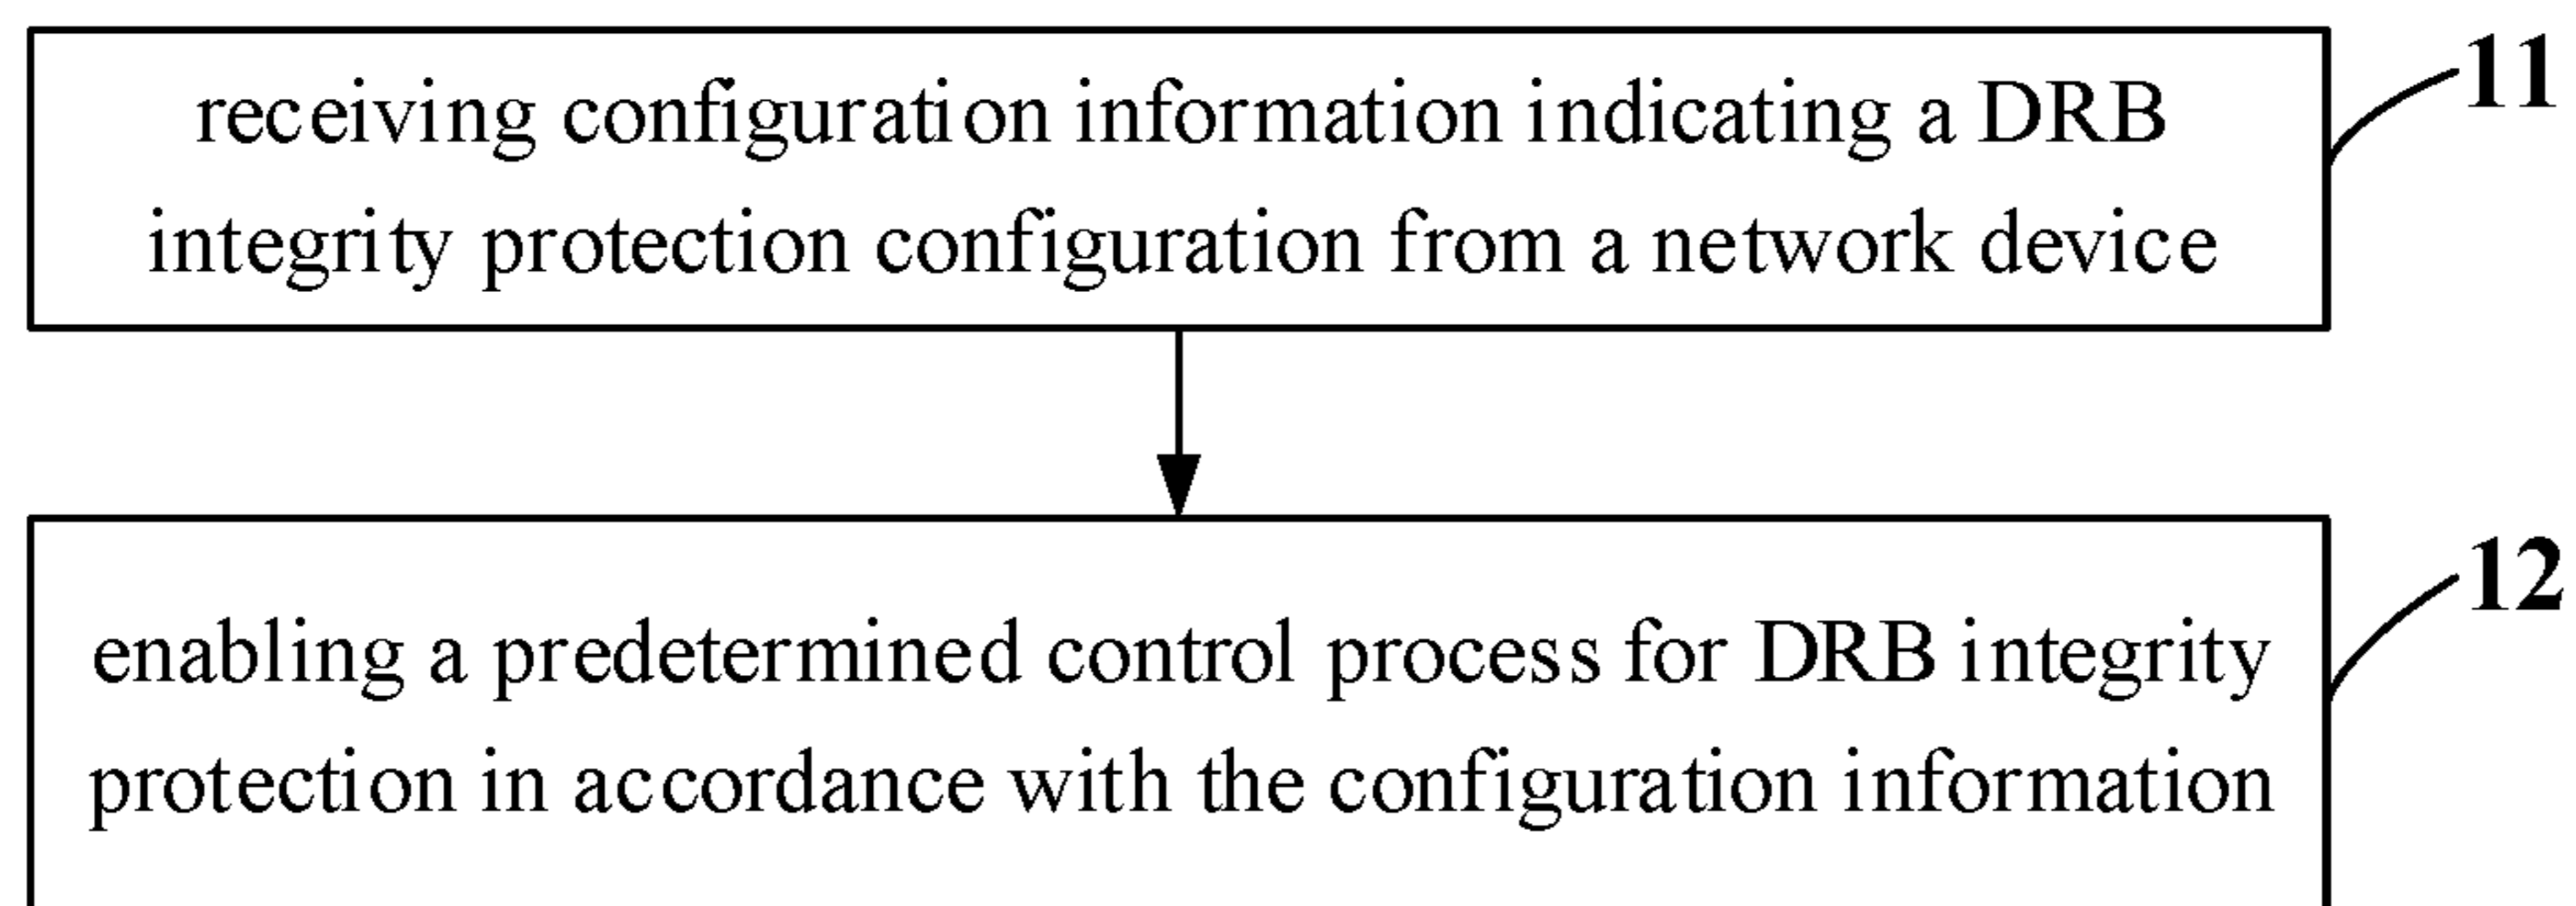 receiving configuration information indicating a DRB
integrity protection configuration from a network device
11
enabling a predetermined control process for DRB integrity
protection in accordance with the configuration information
12